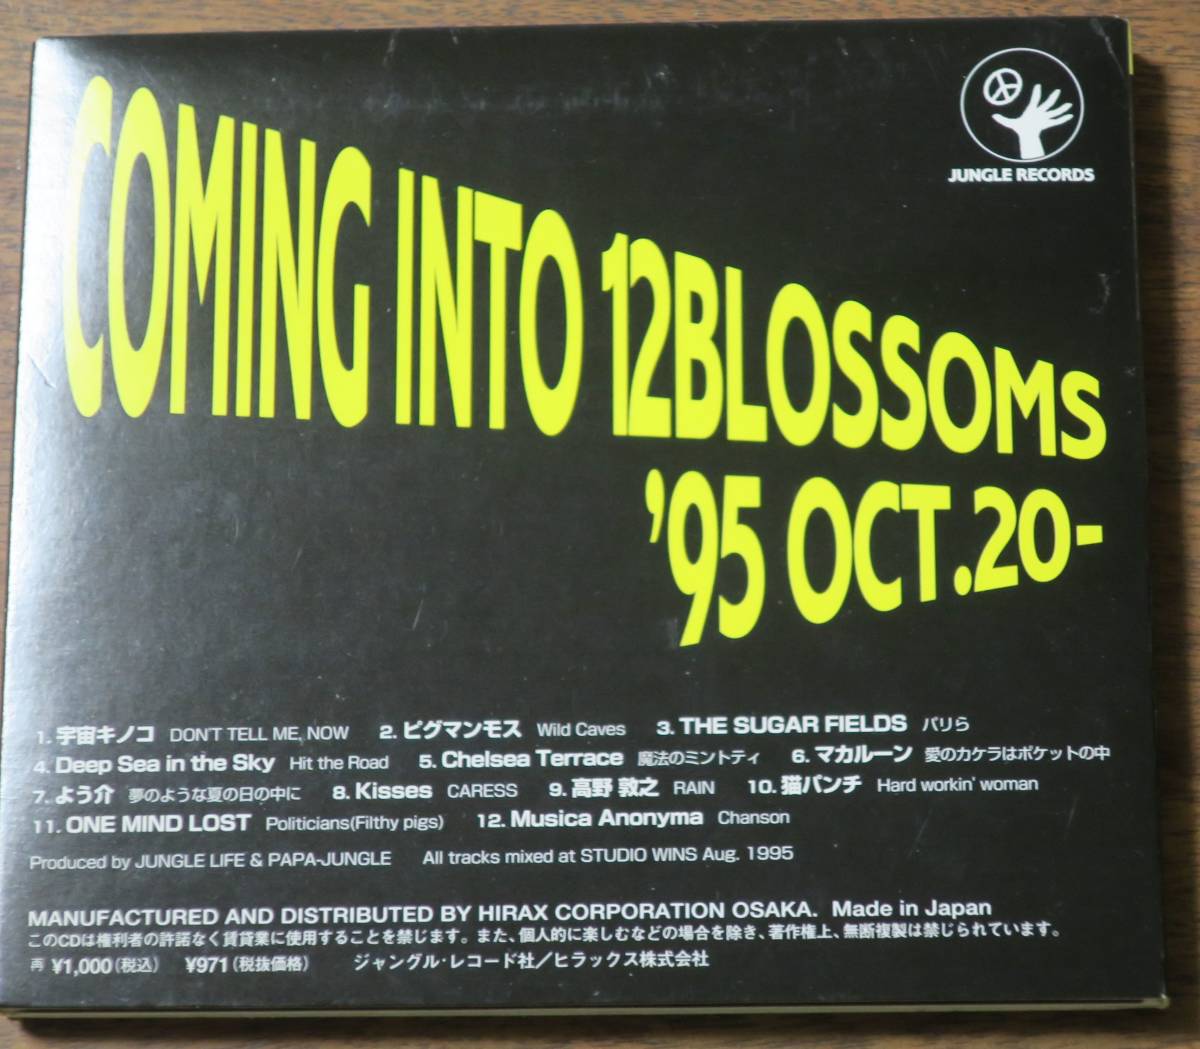 JUNGLE RECORDS
COMING INTO 12BLOSSOMS
'95 OCT.20-
1. 宇宙キノコ DON'T TELL ME, NOW 2. ピグマンモス Wild Caves 3. THE SUGAR FIELDS パリら
4. Deep Sea in the Sky Hit the Road 5. Chelsea Terrace 魔法のミントティ 6. マカルーン 愛のカケラはポケットの中
7. よう介 夢のような夏の日の中に 8. Kisses CARESS 9. 高野 敦之 RAIN 10. 猫パンチ Hard workin' woman
11. ONE MIND LOST Politicians(Filthy pigs) 12. Musica Anonyma Chanson
Produced by JUNGLE LIFE & PAPA-JUNGLE All tracks mixed at STUDIO WINS Aug. 1995
MANUFACTURED AND DISTRIBUTED BY HIRAX CORPORATION OSAKA. Made in Japan
このCDは権利者の許諾なく賃貸業に使用することを禁じます。また、個人的に楽しむなどの場合を除き、著作権上、無断複製は禁じられています。
再 ¥1,000(税込) ¥971(税抜価格) ジャングル・レコード社/ヒラックス株式会社